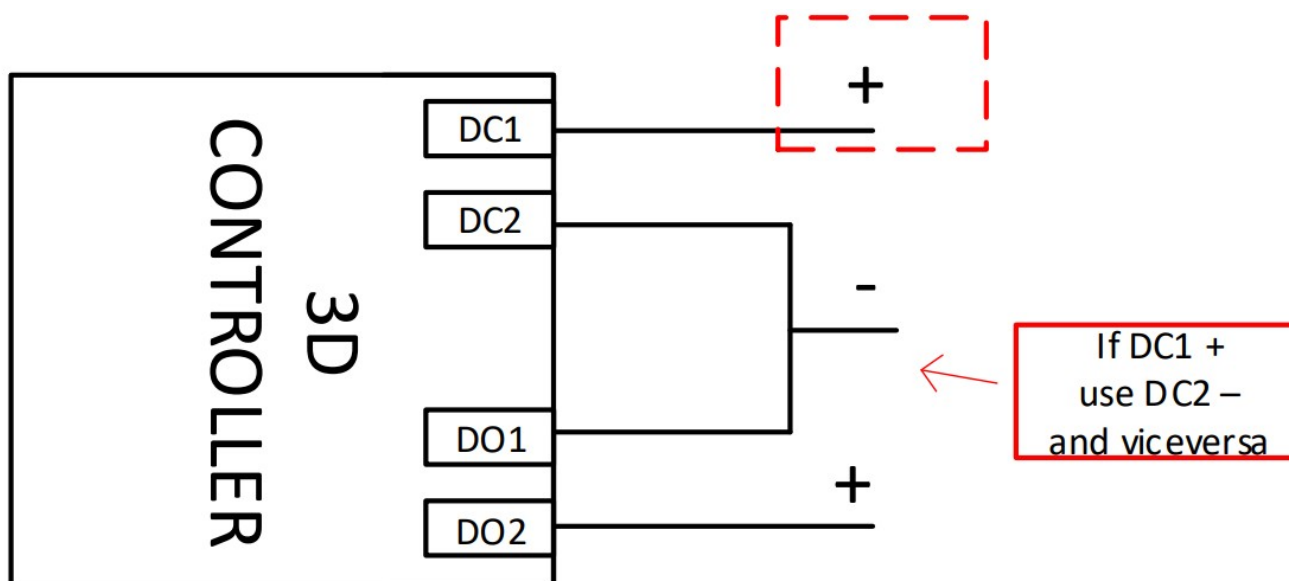 +
DC1
DC2
CONTROLLER
3D
-
If DC1 +
use DC2 –
and viceversa
DO1
+
DO2